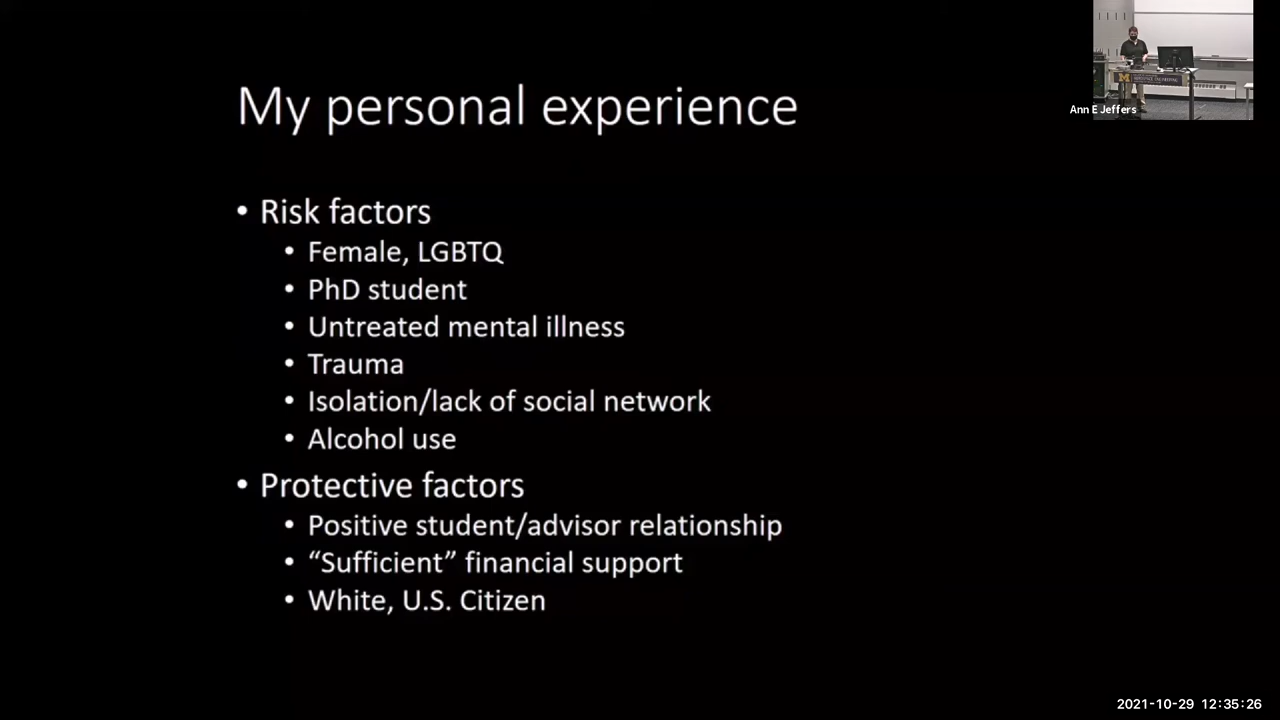 My personal experience
• Risk factors
• Female, LGBTQ
• PhD student
• Untreated mental illness
• Trauma
• Isolation/lack of social network
• Alcohol use
• Protective factors
• Positive student/advisor relationship
• “Sufficient” financial support
• White, U.S. Citizen
Ann E Jeffers
M
2021-10-29 12:35:26